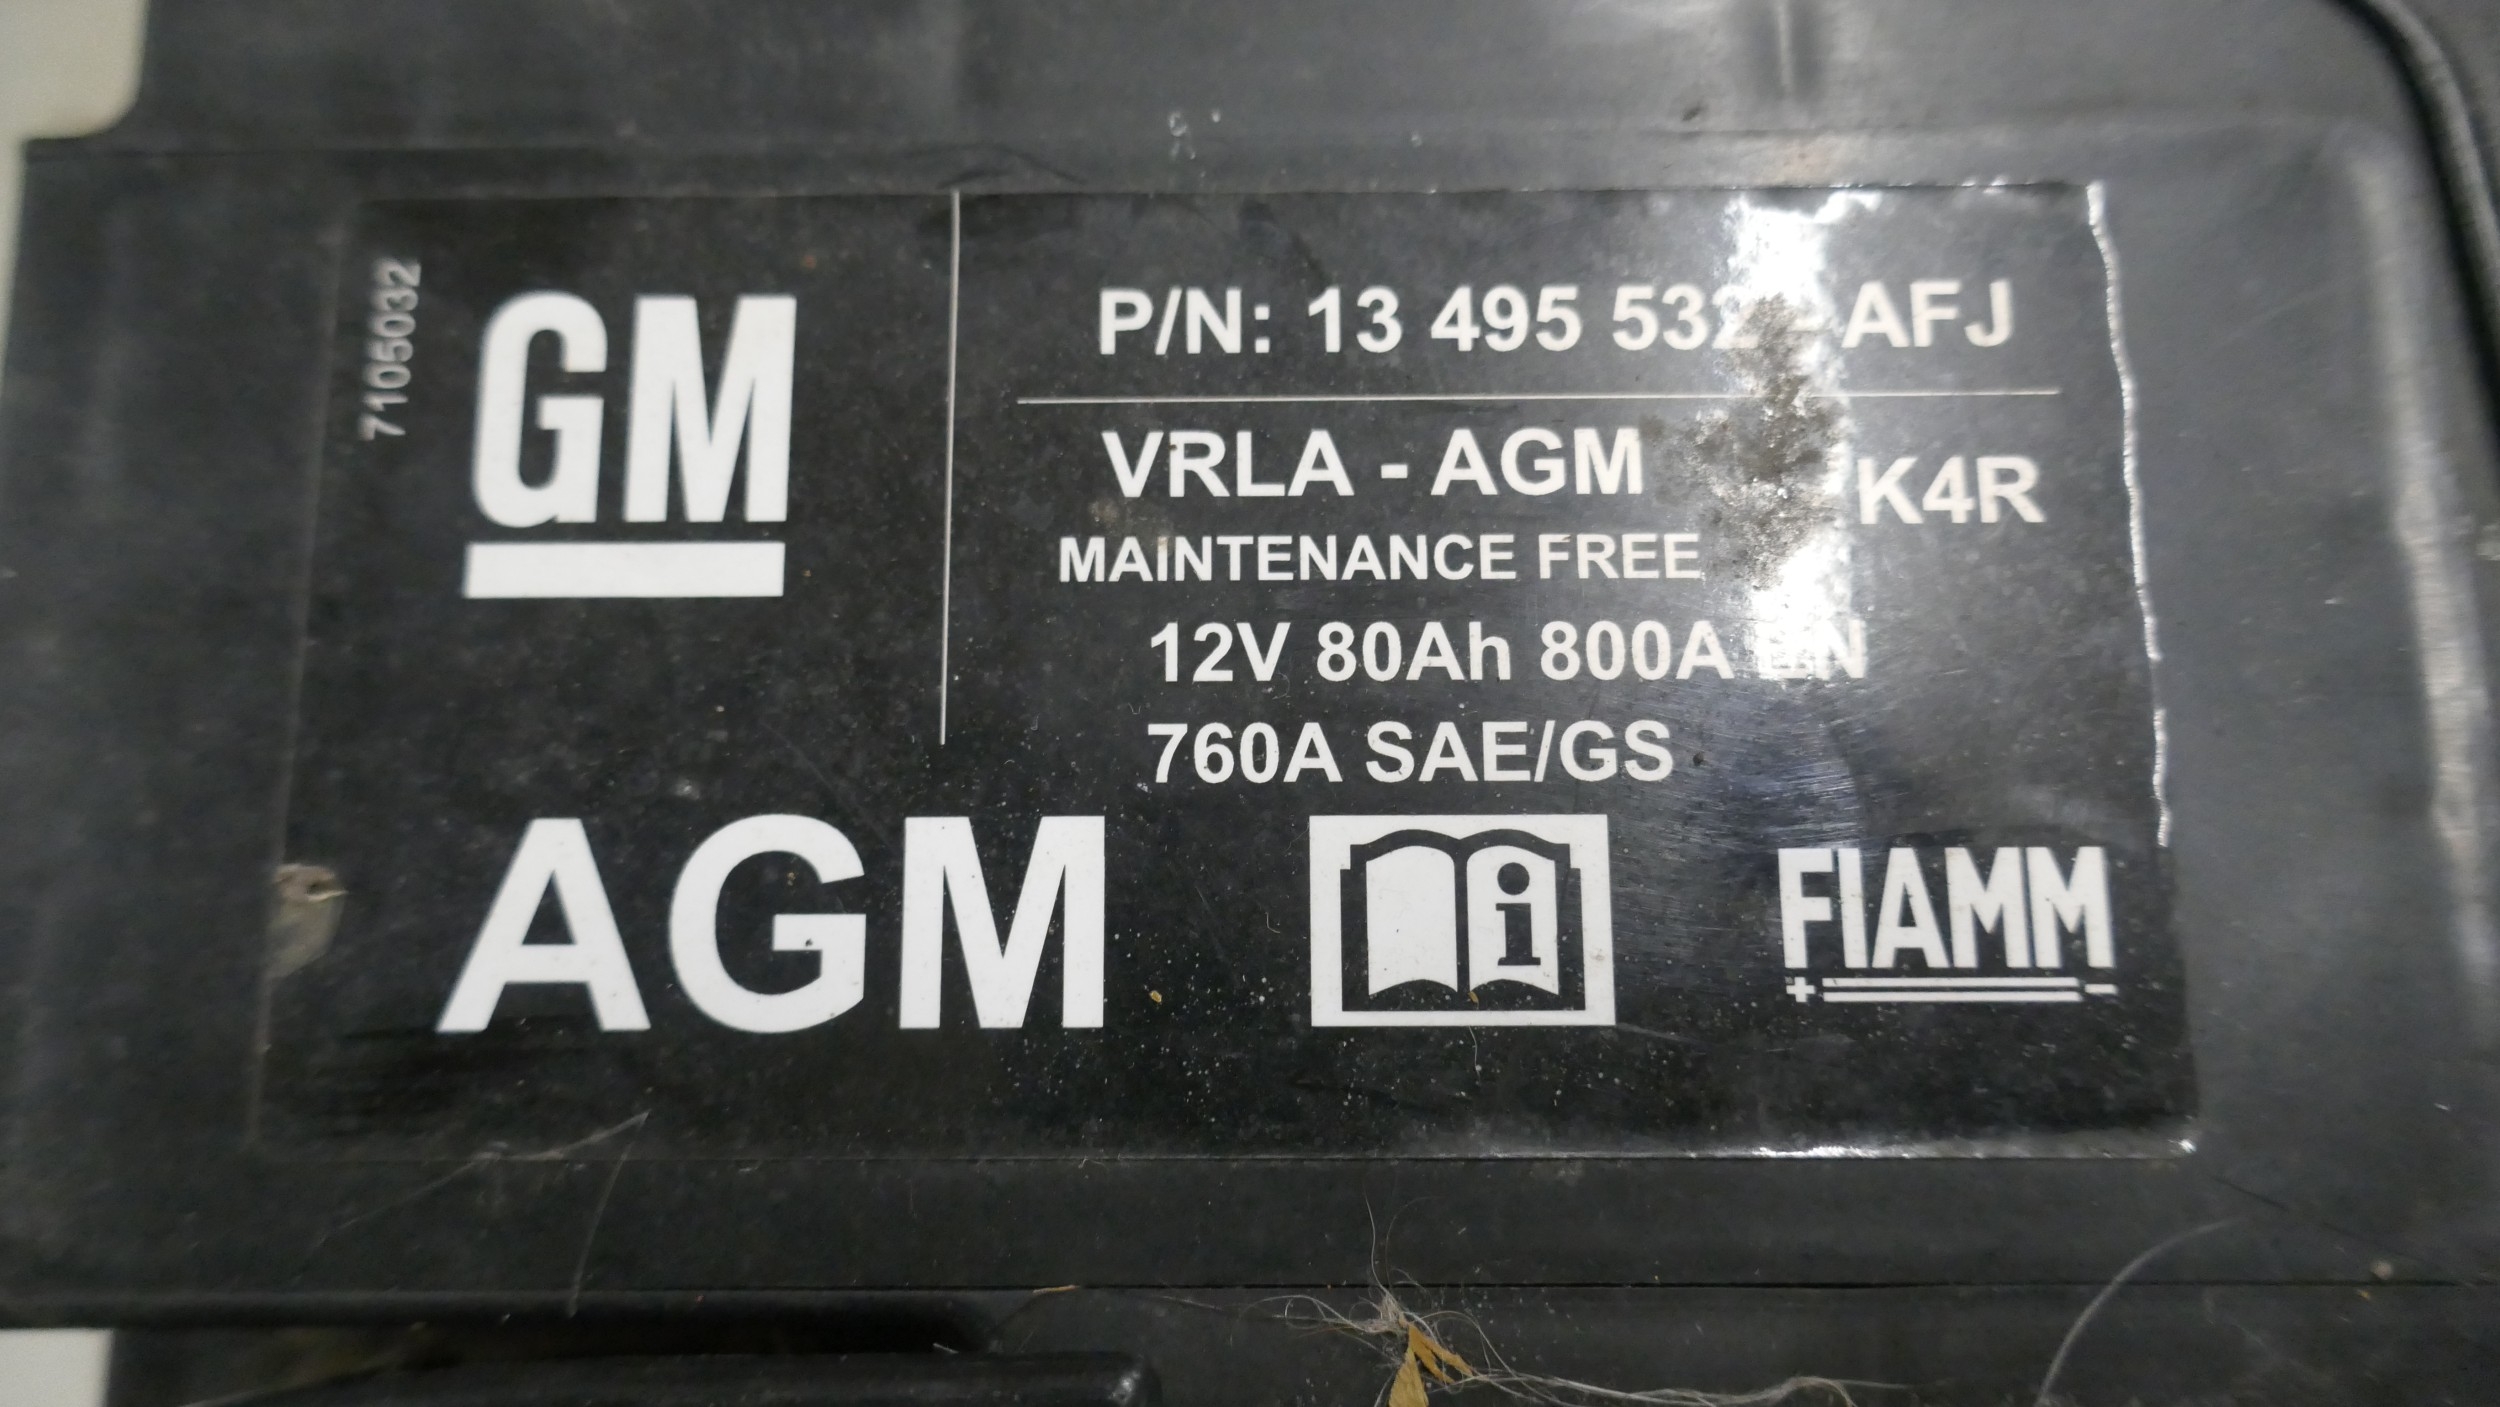 7105032
GM
P/N: 13 495 532 - AFJ
VRLA - AGM
K4R
MAINTENANCE FREE
12V 80Ah 800A EN
760A SAE/GS
AGM
i
FIAMM
+ -